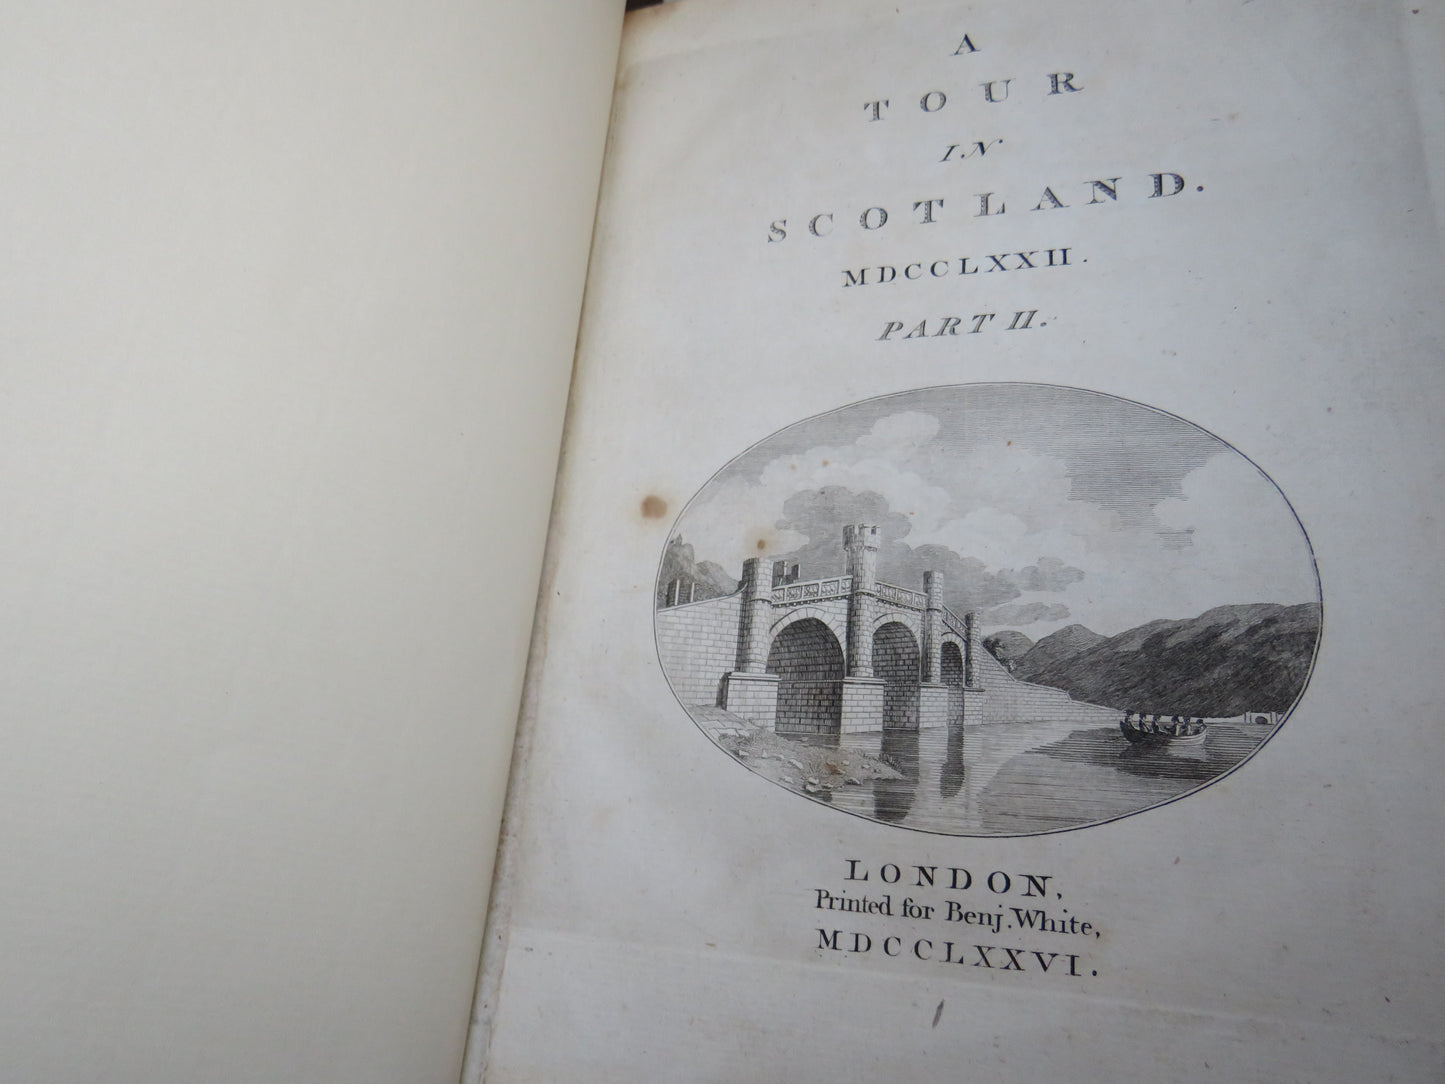 A
TOUR
IN
SCOTLAND.
MDCCLXXII.
PART II.
LONDON,
Printed for Benj. White,
MDCCLXXVI.